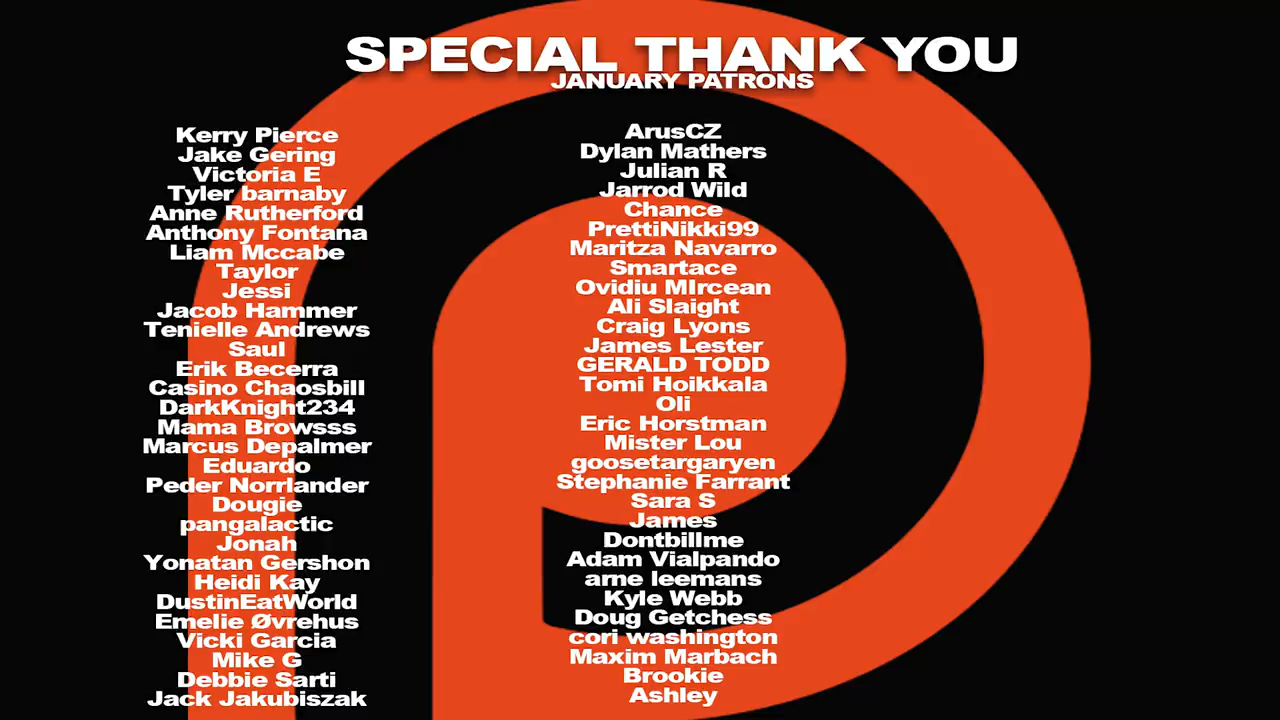 SPECIAL THANK YOU
JANUARY PATRONS
Kerry Pierce
Jake Gering
Victoria E
Tyler barnaby
Anne Rutherford
Anthony Fontana
Liam Mccabe
Taylor
Jessi
Jacob Hammer
Tenielle Andrews
Saul
Erik Becerra
Casino Chaosbill
DarkKnight234
Mama Browsss
Marcus Depalmer
Eduardo
Peder Norrlander
Dougie
pangalactic
Jonah
Yonatan Gershon
Heidi Kay
DustinEatWorld
Emelie Øvrehus
Vicki Garcia
Mike G
Debbie Sarti
Jack Jakubiszak
ArusCZ
Dylan Mathers
Julian R
Jarrod Wild
Chance
PrettiNikki99
Maritza Navarro
Smartace
Ovidiu MIrcean
Ali Slaight
Craig Lyons
James Lester
GERALD TODD
Tomi Hoikkala
Oli
Eric Horstman
Mister Lou
goosetargaryen
Stephanie Farrant
Sara S
James
Dontbillme
Adam Vialpando
arne leemans
Kyle Webb
Doug Getchess
cori washington
Maxim Marbach
Brookie
Ashley